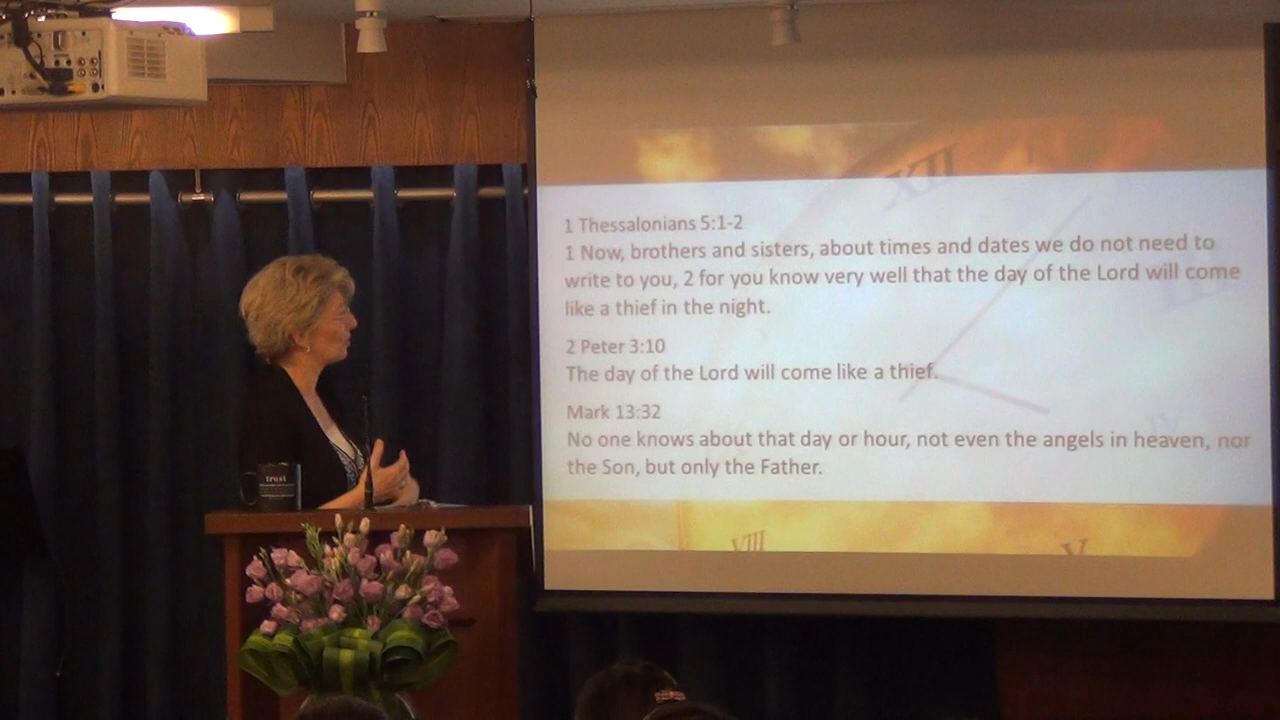 1 Thessalonians 5:1-2
1 Now, brothers and sisters, about times and dates we do not need to
write to you, 2 for you know very well that the day of the Lord will come
like a thief in the night.
2 Peter 3:10
The day of the Lord will come like a thief.
Mark 13:32
No one knows about that day or hour, not even the angels in heaven, nor
the Son, but only the Father.
XII
VIII
V
IV
trust